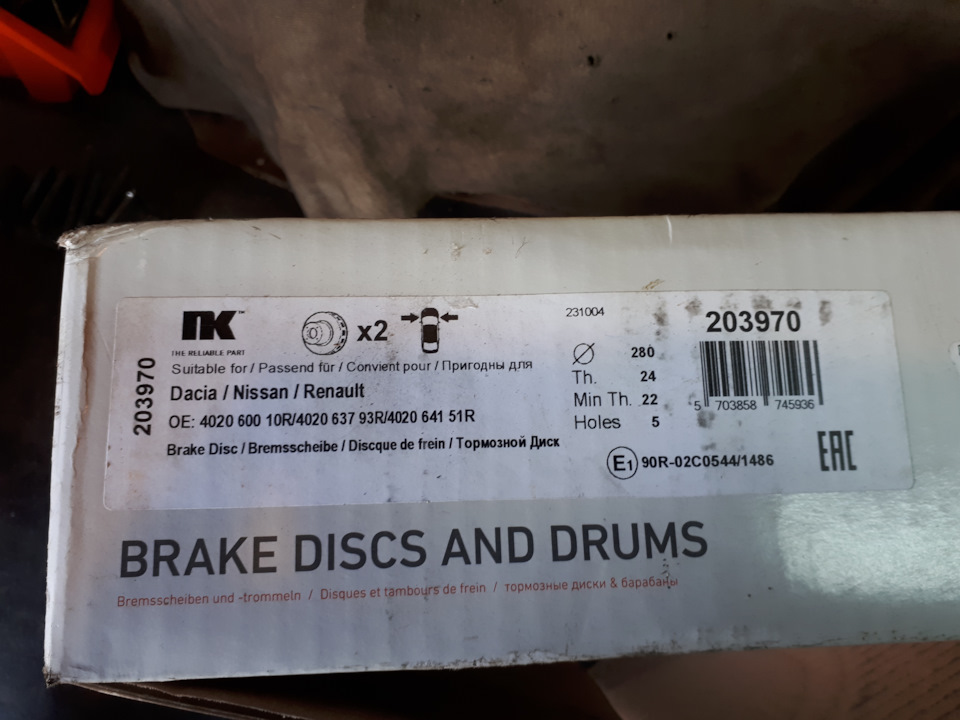 NK™
THE RELIABLE PART
x2
203970
Suitable for / Passend für / Convient pour / Пригодны для
Dacia / Nissan / Renault
OE: 4020 600 10R/4020 637 93R/4020 641 51R
Brake Disc / Bremsscheibe / Discque de frein / Тормозной Диск
231004
Ø 280
Th. 24
Min Th. 22
Holes 5
203970
5 703858 745936
E1 90R-02C0544/1486
EAC
BRAKE DISCS AND DRUMS
Bremsscheiben und -trommeln / Disques et tambours de frein / тормозные диски & барабаны